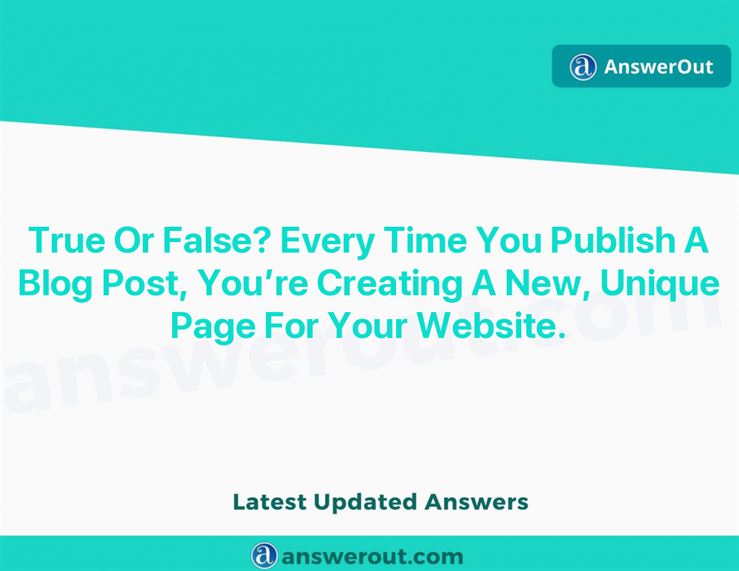 AnswerOut
True Or False? Every Time You Publish A
Blog Post, You’re Creating A New, Unique
Page For Your Website.
answerout.com
Latest Updated Answers
answerout.com